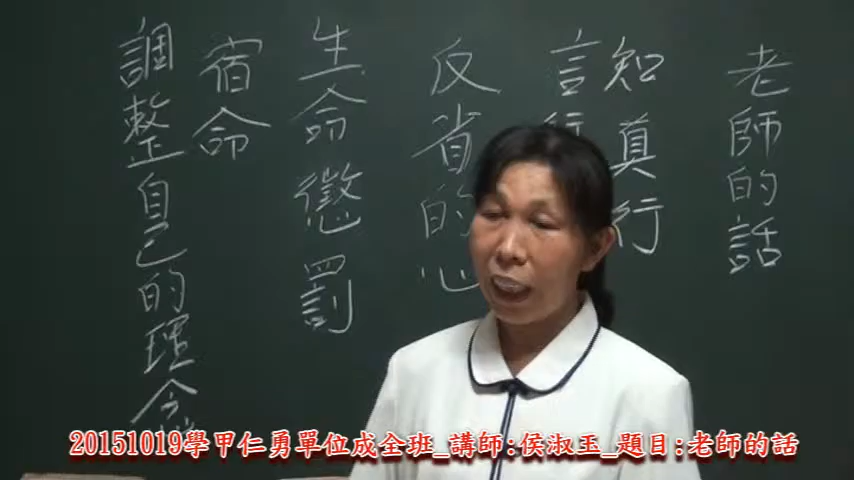 老師的話
知真行
言行
反省的心
生命懲罰
宿命
調整自己的理念
20151019學甲仁勇單位成全班_講師:侯淑玉_題目:老師的話